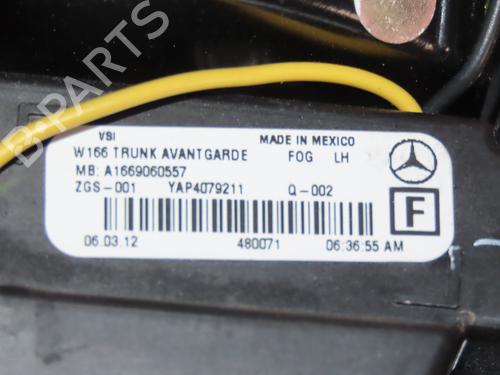 B-PARTS
VSI MADE IN MEXICO
W166 TRUNK AVANTGARDE FOG LH
MB: A1669060557
ZGS-001 YAP4079211 Q-002
F
06.03.12 480071 06:36:55 AM